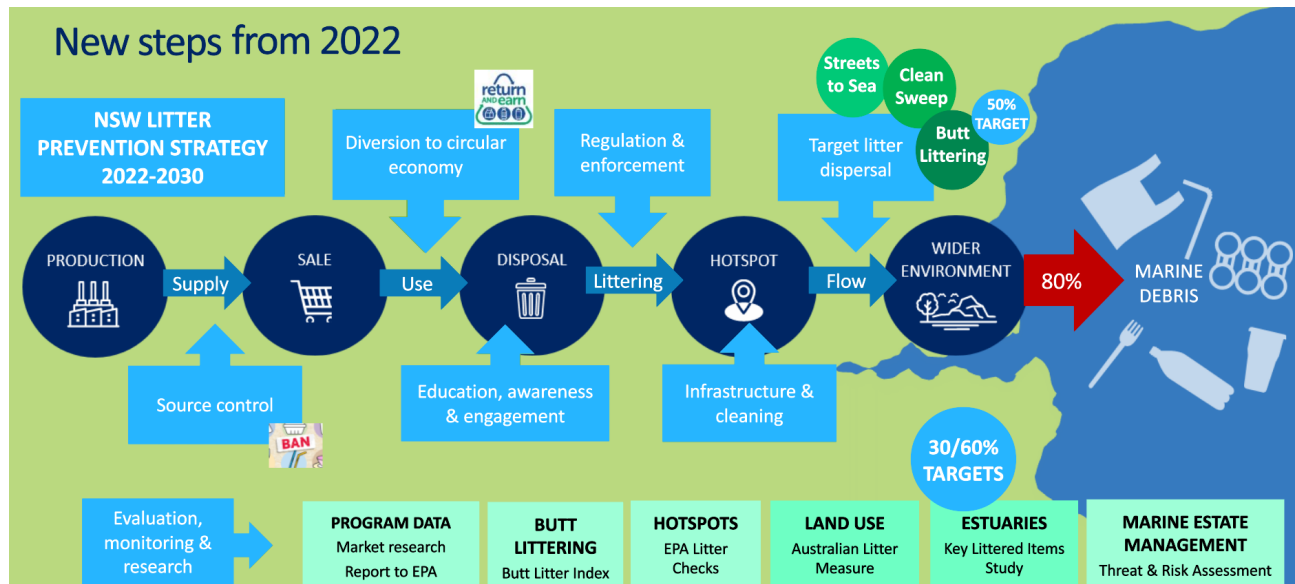 New steps from 2022
NSW LITTER
PREVENTION STRATEGY
2022-2030
Diversion to circular
economy
return
AND earn
Regulation &
enforcement
Target litter
dispersal
Streets
to Sea
Clean
Sweep
Butt
Littering
50%
TARGET
PRODUCTION
Supply
SALE
Use
DISPOSAL
Littering
HOTSPOT
Flow
WIDER
ENVIRONMENT
80%
MARINE
DEBRIS
Source control
BAN
Education, awareness
& engagement
Infrastructure &
cleaning
30/60%
TARGETS
Evaluation,
monitoring &
research
PROGRAM DATA
Market research
Report to EPA
BUTT
LITTERING
Butt Litter Index
HOTSPOTS
EPA Litter
Checks
LAND USE
Australian Litter
Measure
ESTUARIES
Key Littered Items
Study
MARINE ESTATE
MANAGEMENT
Threat & Risk Assessment